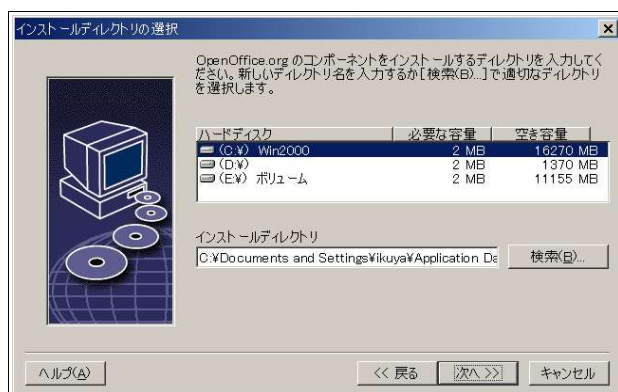 インストールディレクトリの選択
OpenOffice.org のコンポーネントをインストールするディレクトリを入力してく
ださい。新しいディレクトリ名を入力するか[検索(B)...]で適切なディレクトリ
を選択します。
ハードディスク 必要な容量 空き容量
(C:¥) Win2000 2 MB 16270 MB
(D:¥) 2 MB 1370 MB
(E:¥) ボリューム 2 MB 11155 MB
インストールディレクトリ
C:¥Documents and Settings¥ikuya¥Application Da 検索(B)...
ヘルプ(A) << 戻る 次へ >> キャンセル